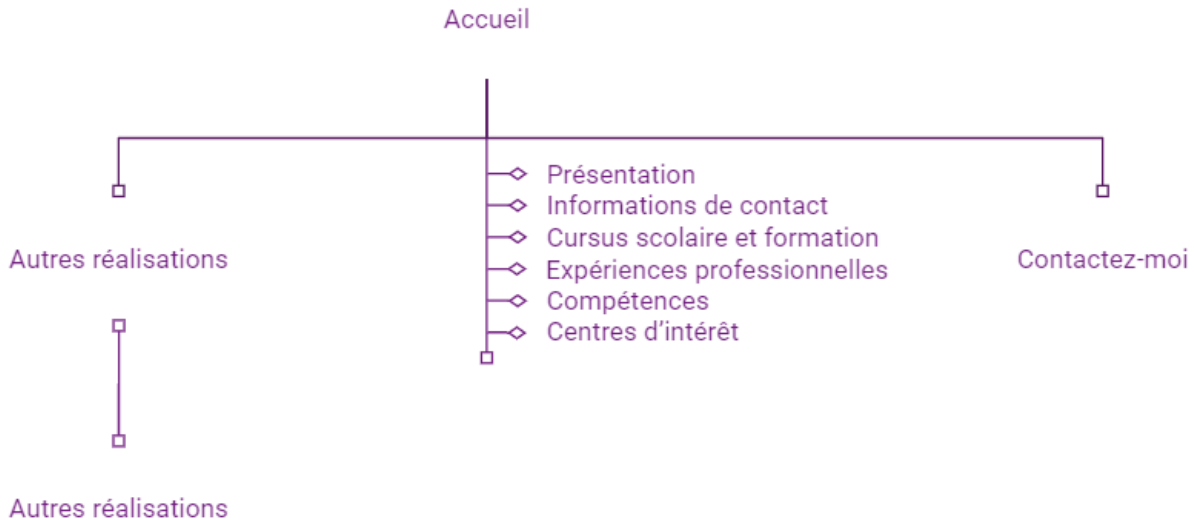 Accueil
Présentation
Informations de contact
Cursus scolaire et formation
Autres réalisations
Contactez-moi
Expériences professionnelles
Compétences
Centres d’intérêt
Autres réalisations